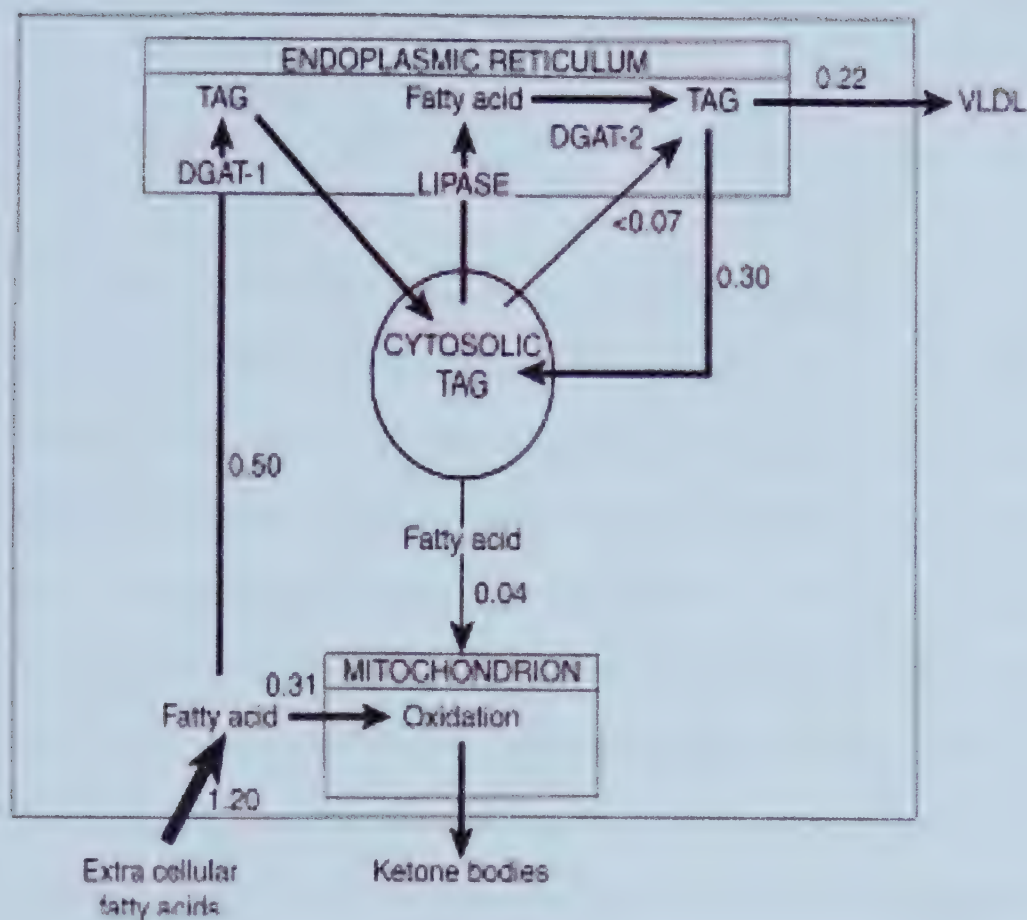 ENDOPLASMIC RETICULUM
TAG
Fatty acid
TAG
0.22
VLDL
DGAT-2
DGAT-1
LIPASE
<0.07
0.30
CYTOSOLIC
TAG
0.50
Fatty acid
0.04
MITOCHONDRION
0.31
Fatty acid
Oxidation
1.20
Extra cellular
fatty acids
Ketone bodies